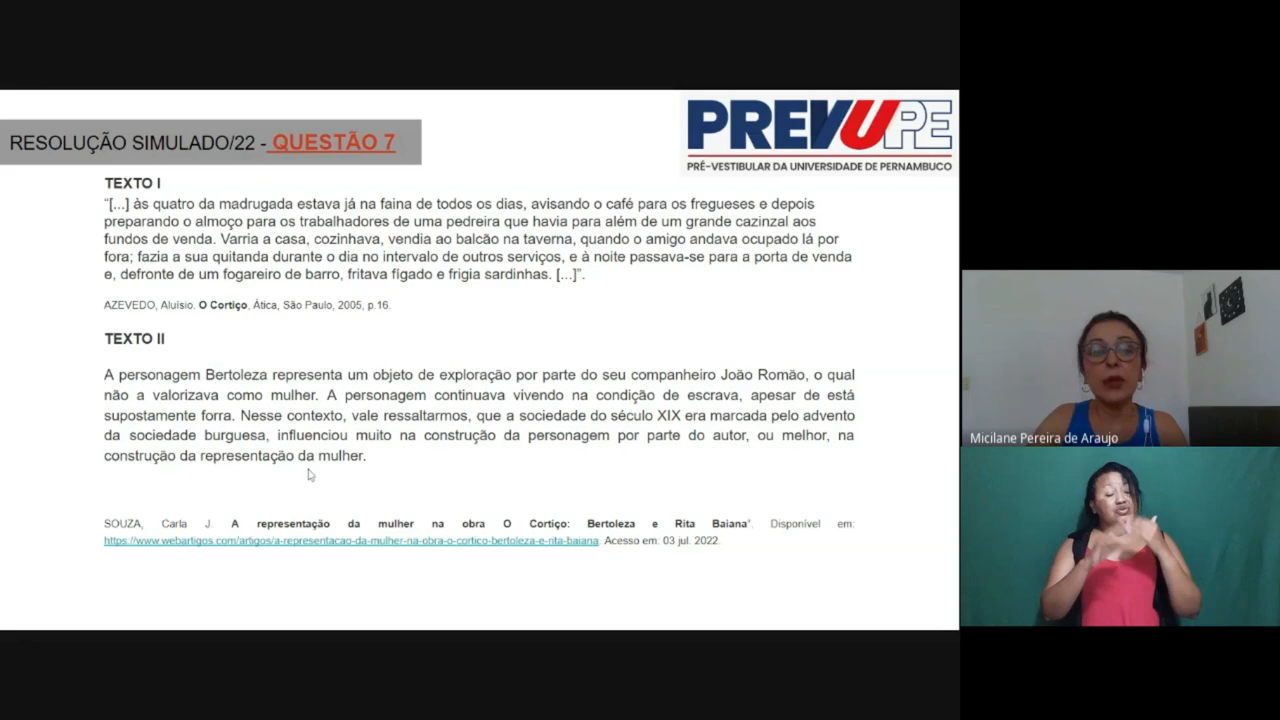 PREVUPE
PRÉ-VESTIBULAR DA UNIVERSIDADE DE PERNAMBUCO
RESOLUÇÃO SIMULADO/22 - QUESTÃO 7
TEXTO I
“[...] às quatro da madrugada estava já na faina de todos os dias, avisando o café para os fregueses e depois
preparando o almoço para os trabalhadores de uma pedreira que havia para além de um grande cazinzal aos
fundos de venda. Varria a casa, cozinhava, vendia ao balcão na taverna, quando o amigo andava ocupado lá por
fora; fazia a sua quitanda durante o dia no intervalo de outros serviços, e à noite passava-se para a porta de venda
e, defronte de um fogareiro de barro, fritava fígado e frigia sardinhas. [...]”.
AZEVEDO, Aluísio. O Cortiço, Ática, São Paulo, 2005, p.16.
TEXTO II
A personagem Bertoleza representa um objeto de exploração por parte do seu companheiro João Romão, o qual
não a valorizava como mulher. A personagem continuava vivendo na condição de escrava, apesar de está
supostamente forra. Nesse contexto, vale ressaltarmos, que a sociedade do século XIX era marcada pelo advento
da sociedade burguesa, influenciou muito na construção da personagem por parte do autor, ou melhor, na
construção da representação da mulher.
SOUZA, Carla J. A representação da mulher na obra O Cortiço: Bertoleza e Rita Baiana”. Disponível em:
https://www.webartigos.com/artigos/a-representacao-da-mulher-na-obra-o-cortico-bertoleza-e-rita-baiana. Acesso em: 03 jul. 2022.
Micilane Pereira de Araujo